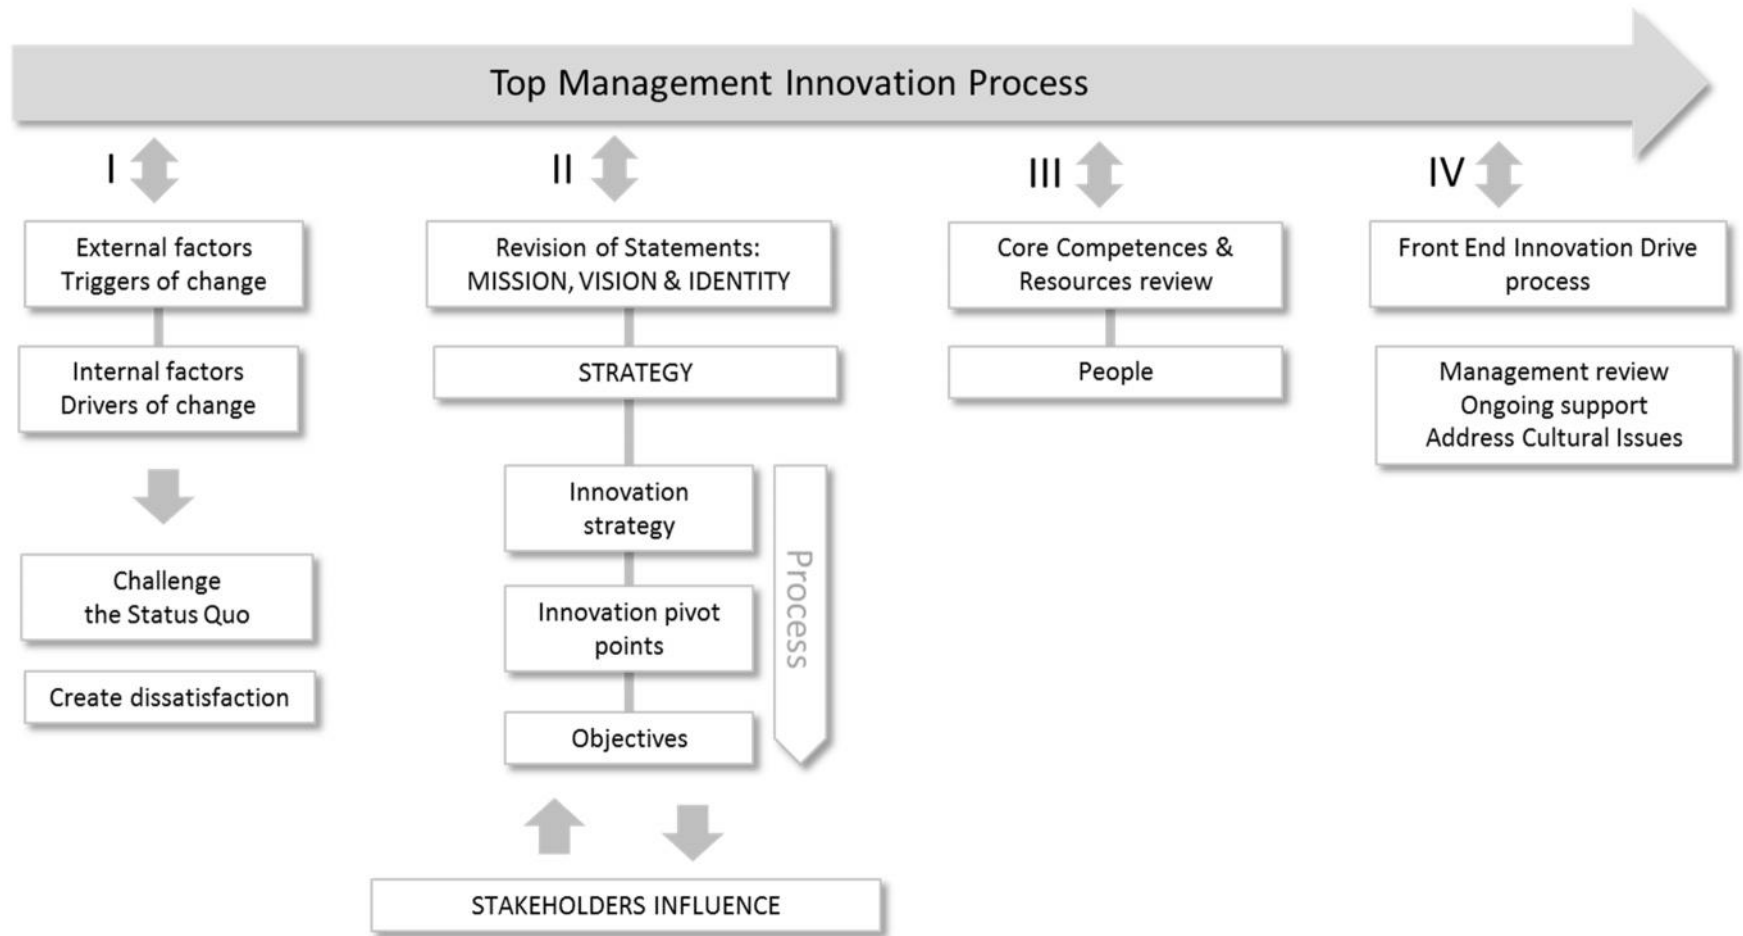 Top Management Innovation Process
I
External factors
Triggers of change
Internal factors
Drivers of change
Challenge
the Status Quo
Create dissatisfaction
II
Revision of Statements:
MISSION, VISION & IDENTITY
STRATEGY
Innovation
strategy
Innovation pivot
points
Objectives
Process
STAKEHOLDERS INFLUENCE
III
Core Competences &
Resources review
People
IV
Front End Innovation Drive
process
Management review
Ongoing support
Address Cultural Issues